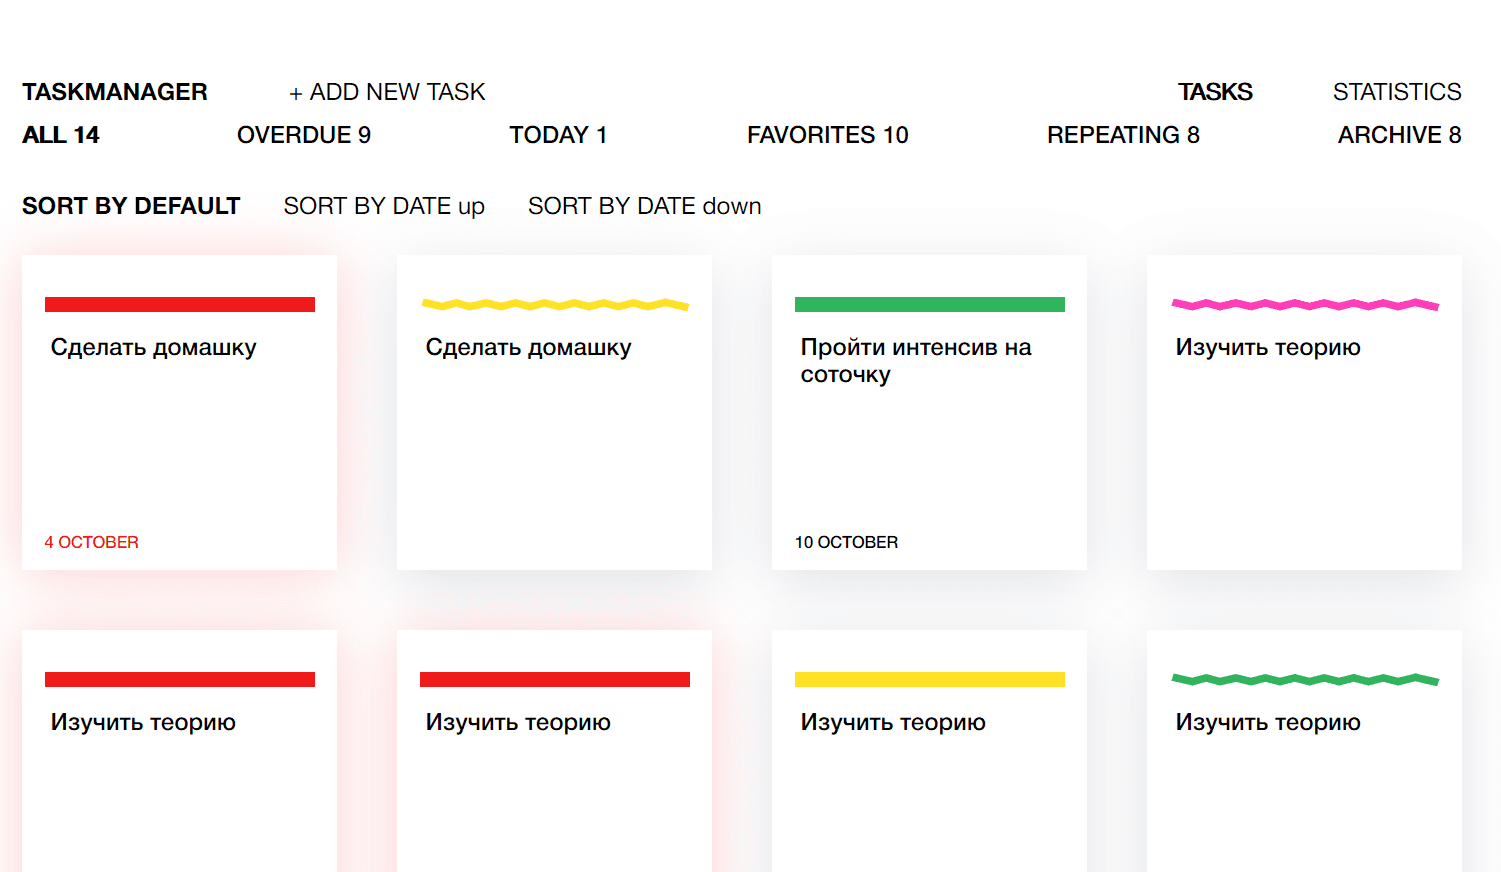 TASKMANAGER + ADD NEW TASK TASKS STATISTICS
ALL 14 OVERDUE 9 TODAY 1 FAVORITES 10 REPEATING 8 ARCHIVE 8
SORT BY DEFAULT SORT BY DATE up SORT BY DATE down
Сделать домашку
4 OCTOBER
Сделать домашку
Пройти интенсив на
соточку
10 OCTOBER
Изучить теорию
Изучить теорию
Изучить теорию
Изучить теорию
Изучить теорию